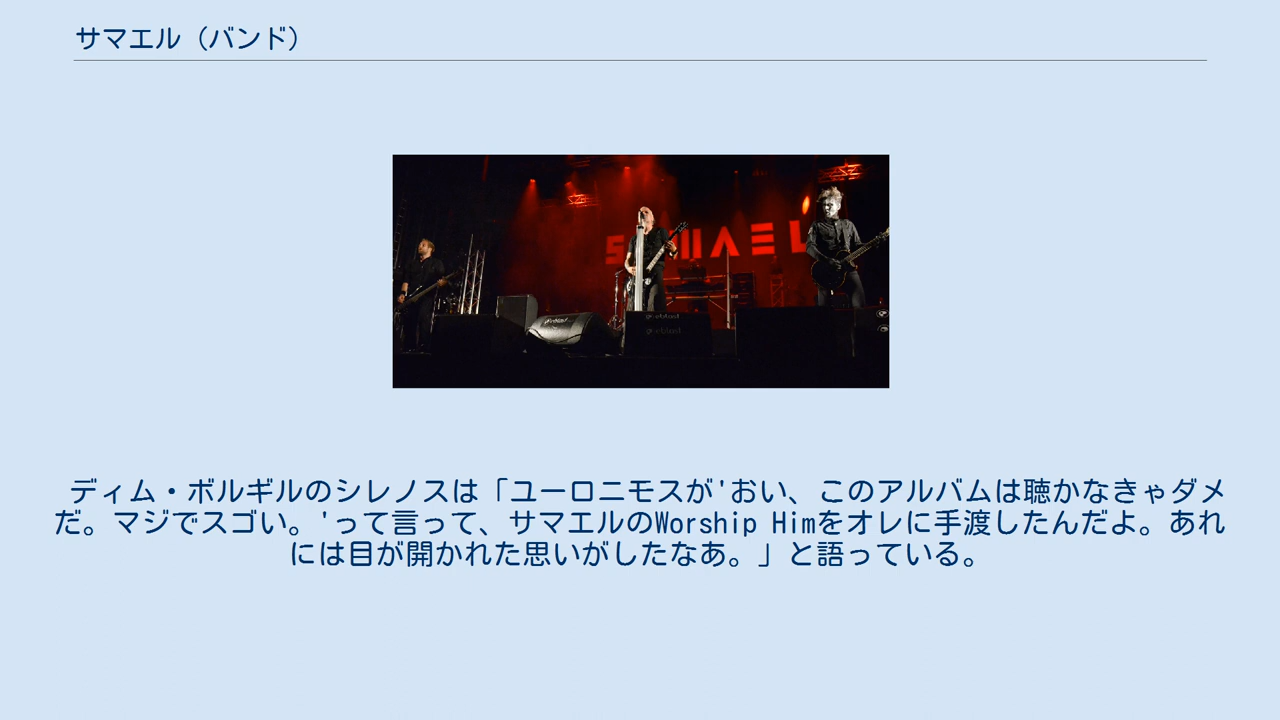 サマエル（バンド）
SAMAEL
ディム・ボルギルのシレノスは「ユーロニモスが'おい、このアルバムは聴かなきゃダメ
だ。マジでスゴい。'って言って、サマエルのWorship Himをオレに手渡したんだよ。あれ
には目が開かれた思いがしたなあ。」と語っている。